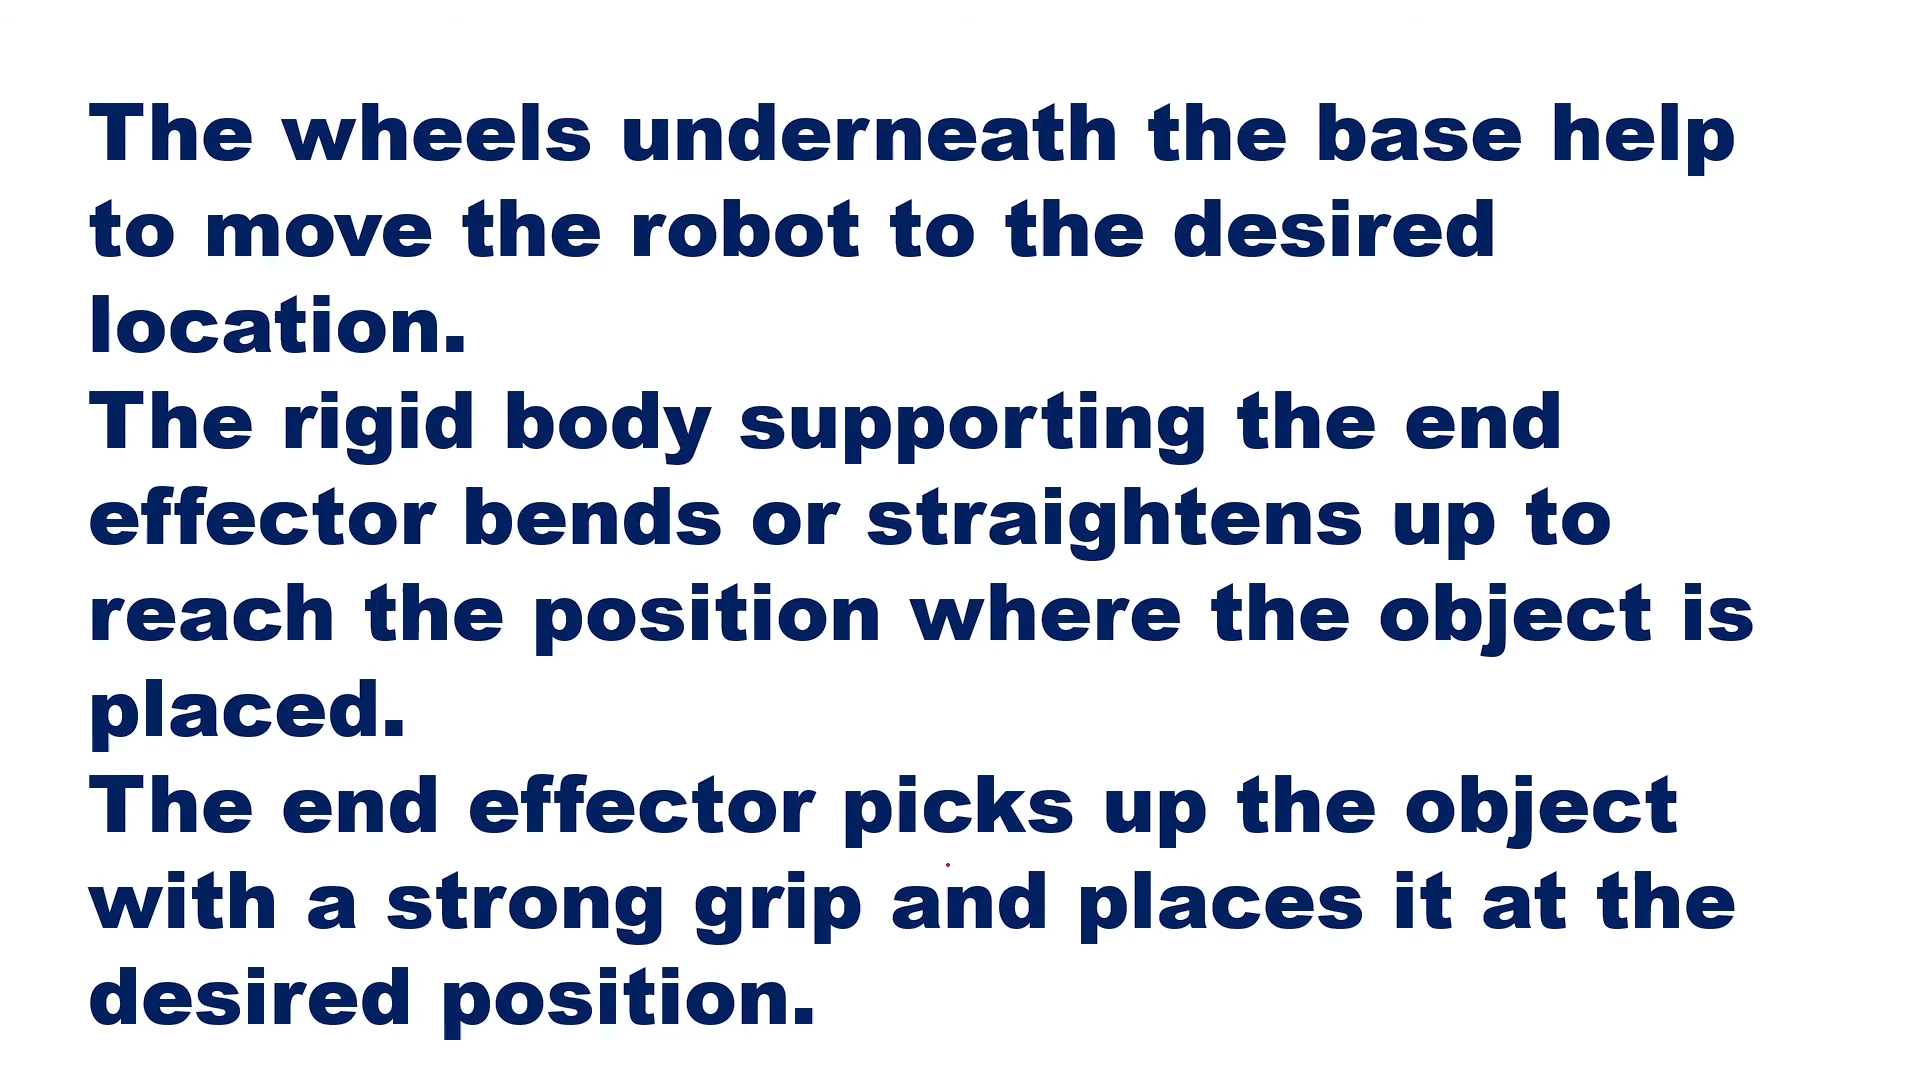 The wheels underneath the base help
to move the robot to the desired
location.
The rigid body supporting the end
effector bends or straightens up to
reach the position where the object is
placed.
The end effector picks up the object
with a strong grip and places it at the
desired position.